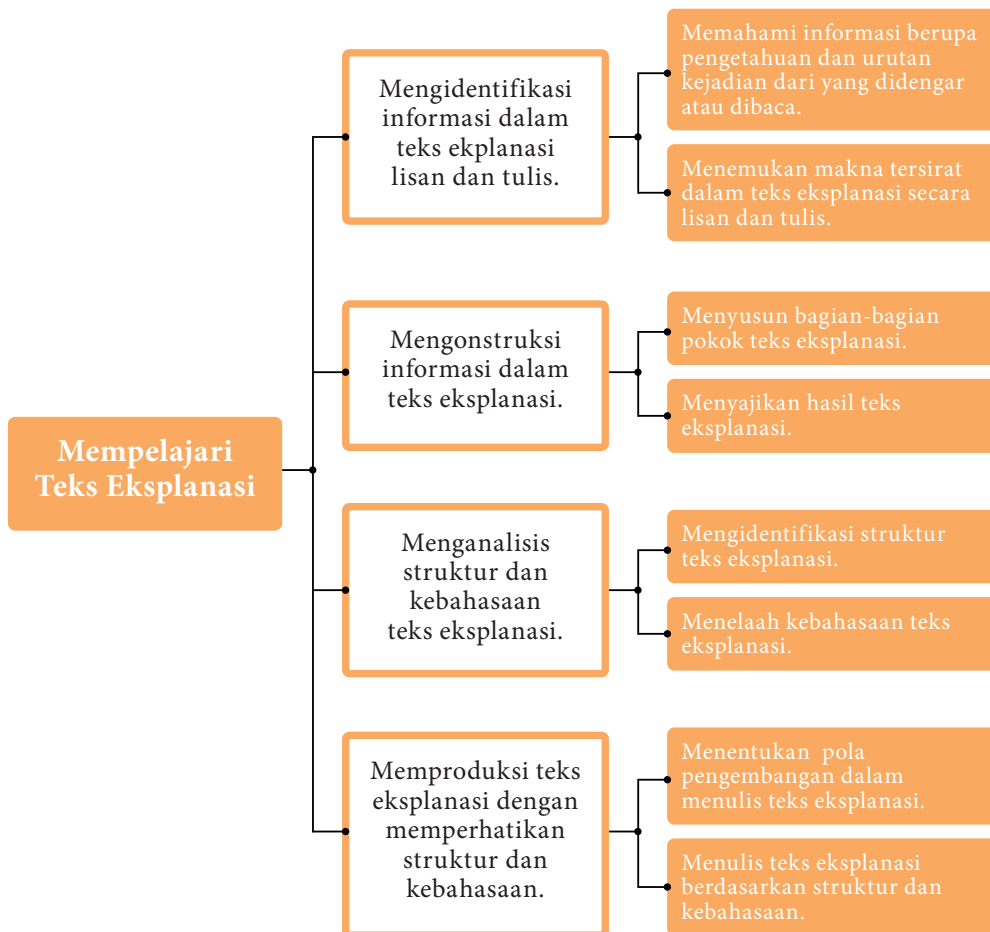 Mempelajari
Teks Eksplanasi
Mengidentifikasi
informasi dalam
teks ekplanasi
lisan dan tulis.
Memahami informasi berupa
pengetahuan dan urutan
kejadian dari yang didengar
atau dibaca.
Menemukan makna tersirat
dalam teks eksplanasi secara
lisan dan tulis.
Mengonstruksi
informasi dalam
teks eksplanasi.
Menyusun bagian-bagian
pokok teks eksplanasi.
Menyajikan hasil teks
eksplanasi.
Menganalisis
struktur dan
kebahasaan
teks eksplanasi.
Mengidentifikasi struktur
teks eksplanasi.
Menelaah kebahasaan teks
eksplanasi.
Memproduksi teks
eksplanasi dengan
memperhatikan
struktur dan
kebahasaan.
Menentukan  pola
pengembangan dalam
menulis teks eksplanasi.
Menulis teks eksplanasi
berdasarkan struktur dan
kebahasaan.